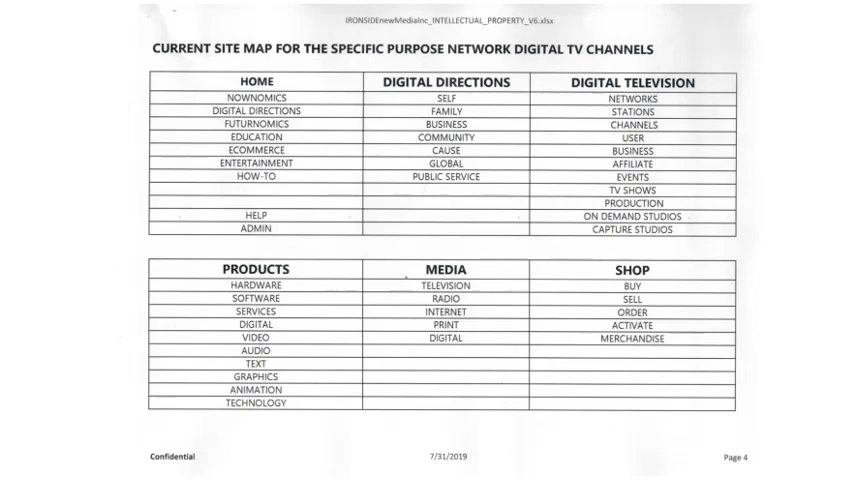 IRONSIDEnewMediaInc_INTELLECTUAL_PROPERTY_V6.xlsx
CURRENT SITE MAP FOR THE SPECIFIC PURPOSE NETWORK DIGITAL TV CHANNELS
HOME DIGITAL DIRECTIONS DIGITAL TELEVISION
NOWNOMICS SELF NETWORKS
DIGITAL DIRECTIONS FAMILY STATIONS
FUTURNOMICS BUSINESS CHANNELS
EDUCATION COMMUNITY USER
ECOMMERCE CAUSE BUSINESS
ENTERTAINMENT GLOBAL AFFILIATE
HOW-TO PUBLIC SERVICE EVENTS
TV SHOWS
PRODUCTION
HELP ON DEMAND STUDIOS
ADMIN CAPTURE STUDIOS
PRODUCTS MEDIA SHOP
HARDWARE TELEVISION BUY
SOFTWARE RADIO SELL
SERVICES INTERNET ORDER
DIGITAL PRINT ACTIVATE
VIDEO DIGITAL MERCHANDISE
AUDIO
TEXT
GRAPHICS
ANIMATION
TECHNOLOGY
Confidential 7/31/2019 Page 4